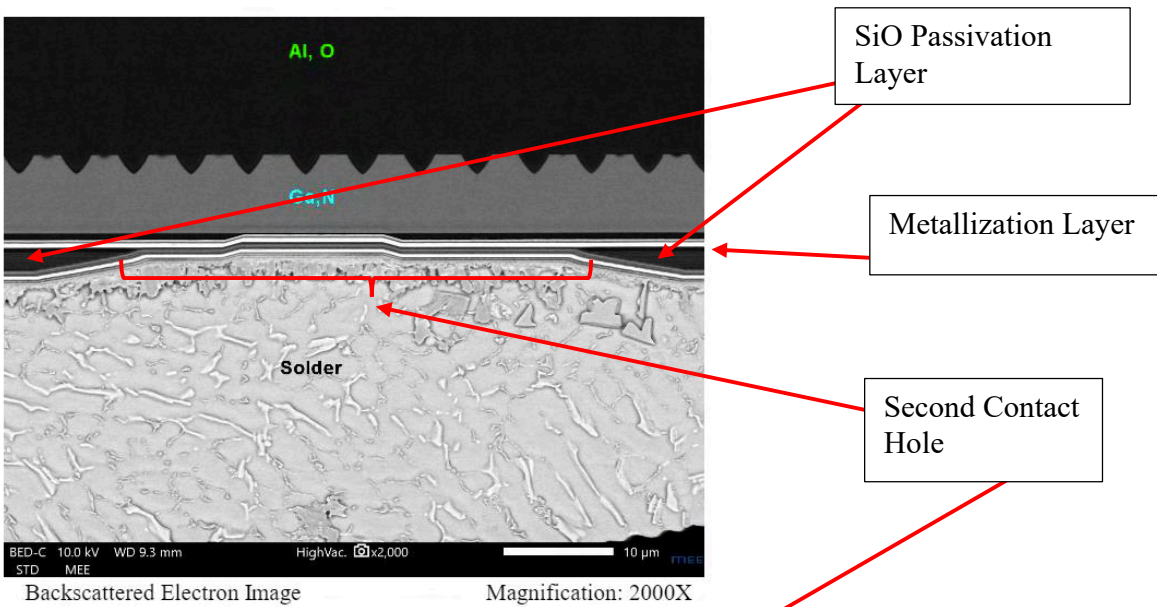 Al, O
SiO Passivation
Layer
Ga,N
Metallization Layer
Solder
Second Contact
Hole
BED-C 10.0 kV WD 9.3 mm HighVac. x2,000 10 µm
STD MEE
MEE
Backscattered Electron Image Magnification: 2000X